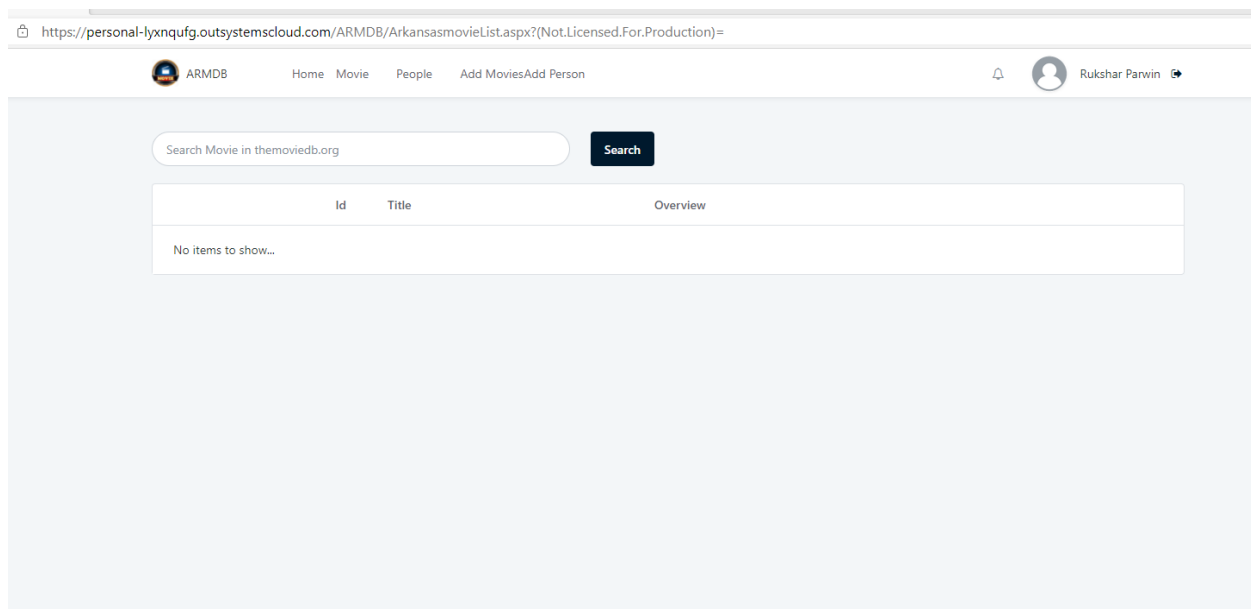 https://personal-lyxnqufg.outsystemscloud.com/ARMDB/ArkansasmovieList.aspx?(Not.Licensed.For.Production)=
ARMDB Home Movie People Add MoviesAdd Person Rukshar Parwin
Search Movie in themoviedb.org Search
Id Title Overview
No items to show...